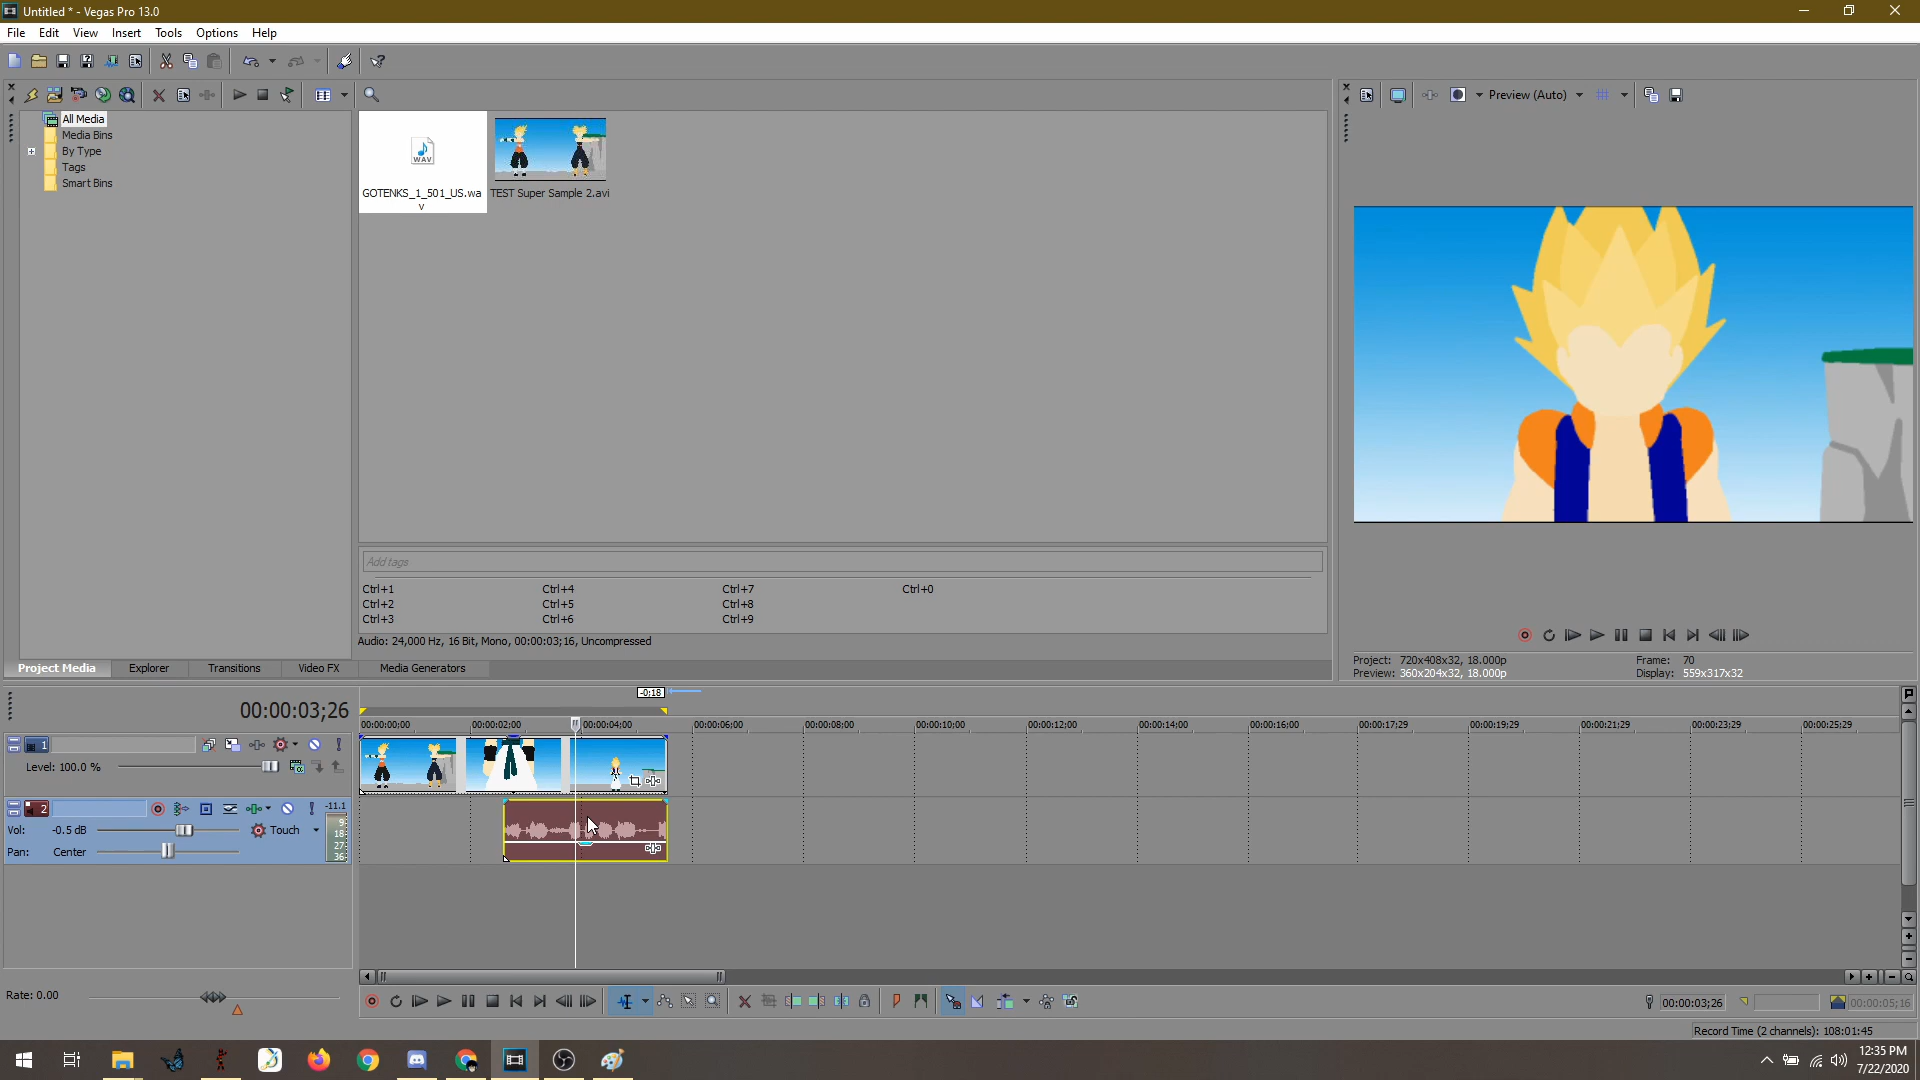 Untitled * - Vegas Pro 13.0
File Edit View Insert Tools Options Help
Preview (Auto)
All Media
Media Bins
By Type
Tags
Smart Bins
WAV
GOTENKS_1_501_US.wa
v
TEST Super Sample 2.avi
Add tags
Ctrl+1 Ctrl+4 Ctrl+7 Ctrl+0
Ctrl+2 Ctrl+5 Ctrl+8
Ctrl+3 Ctrl+6 Ctrl+9
Audio: 24,000 Hz, 16 Bit, Mono, 00:00:03;16, Uncompressed
Project Media Explorer Transitions Video FX Media Generators
Project: 720x408x32, 18.000p Frame: 70
Preview: 360x204x32, 18.000p Display: 559x317x32
-0:18
00:00:03;26
00:00:00;00 00:00:02;00 00:00:04;00 00:00:06;00 00:00:08;00 00:00:10;00 00:00:12;00 00:00:14;00 00:00:16;00 00:00:17;29 00:00:19;29 00:00:21;29 00:00:23;29 00:00:25;29
1
Level: 100.0 %
2 -11.1
Vol: -0.5 dB Touch
9
18
27
36
Pan: Center
Rate: 0.00
00:00:03;26 00:00:05;16
Record Time (2 channels): 108:01:45
12:35 PM
7/22/2020